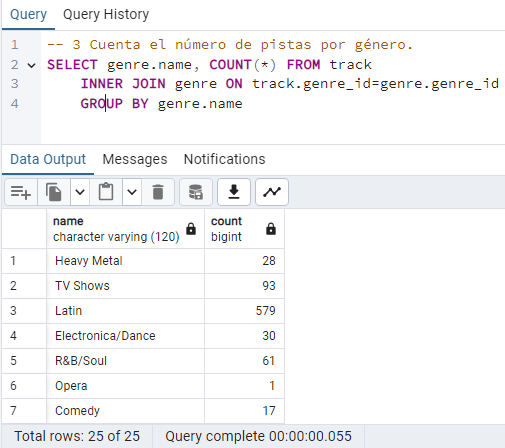 Query Query History
1 -- 3 Cuenta el número de pistas por género.
2 SELECT genre.name, COUNT(*) FROM track
3 INNER JOIN genre ON track.genre_id=genre.genre_id
4 GROUP BY genre.name
Data Output Messages Notifications
name count
character varying (120) bigint
1 Heavy Metal 28
2 TV Shows 93
3 Latin 579
4 Electronica/Dance 30
5 R&B/Soul 61
6 Opera 1
7 Comedy 17
Total rows: 25 of 25 Query complete 00:00:00.055